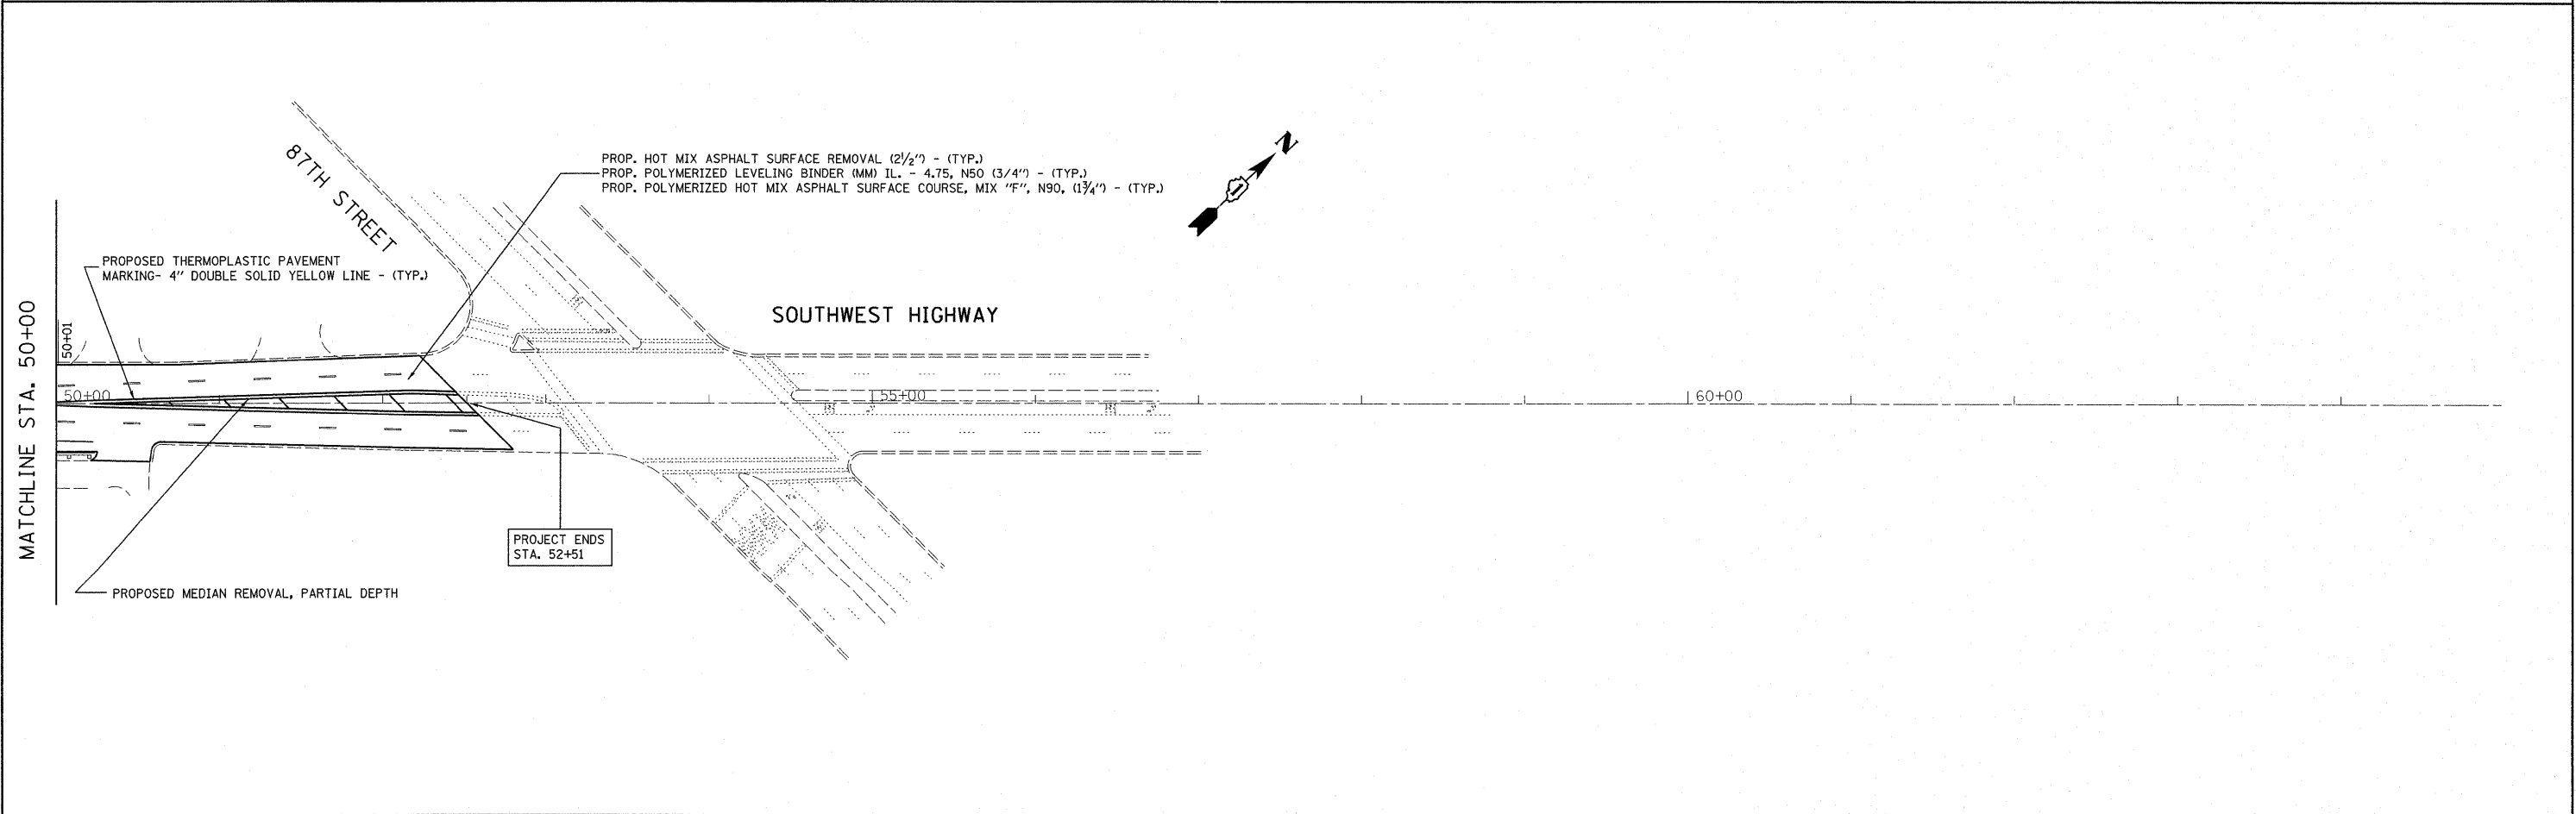 PROP. HOT MIX ASPHALT SURFACE REMOVAL (2½") - (TYP.)
PROP. POLYMERIZED LEVELING BINDER (MM) IL. - 4.75, N50 (3/4") - (TYP.)
PROP. POLYMERIZED HOT MIX ASPHALT SURFACE COURSE, MIX "F", N90, (1¾") - (TYP.)
N
87TH STREET
PROPOSED THERMOPLASTIC PAVEMENT
MARKING- 4" DOUBLE SOLID YELLOW LINE - (TYP.)
SOUTHWEST HIGHWAY
MATCHLINE STA. 50+00
50+01
50+00
55+00
60+00
PROJECT ENDS
STA. 52+51
PROPOSED MEDIAN REMOVAL, PARTIAL DEPTH